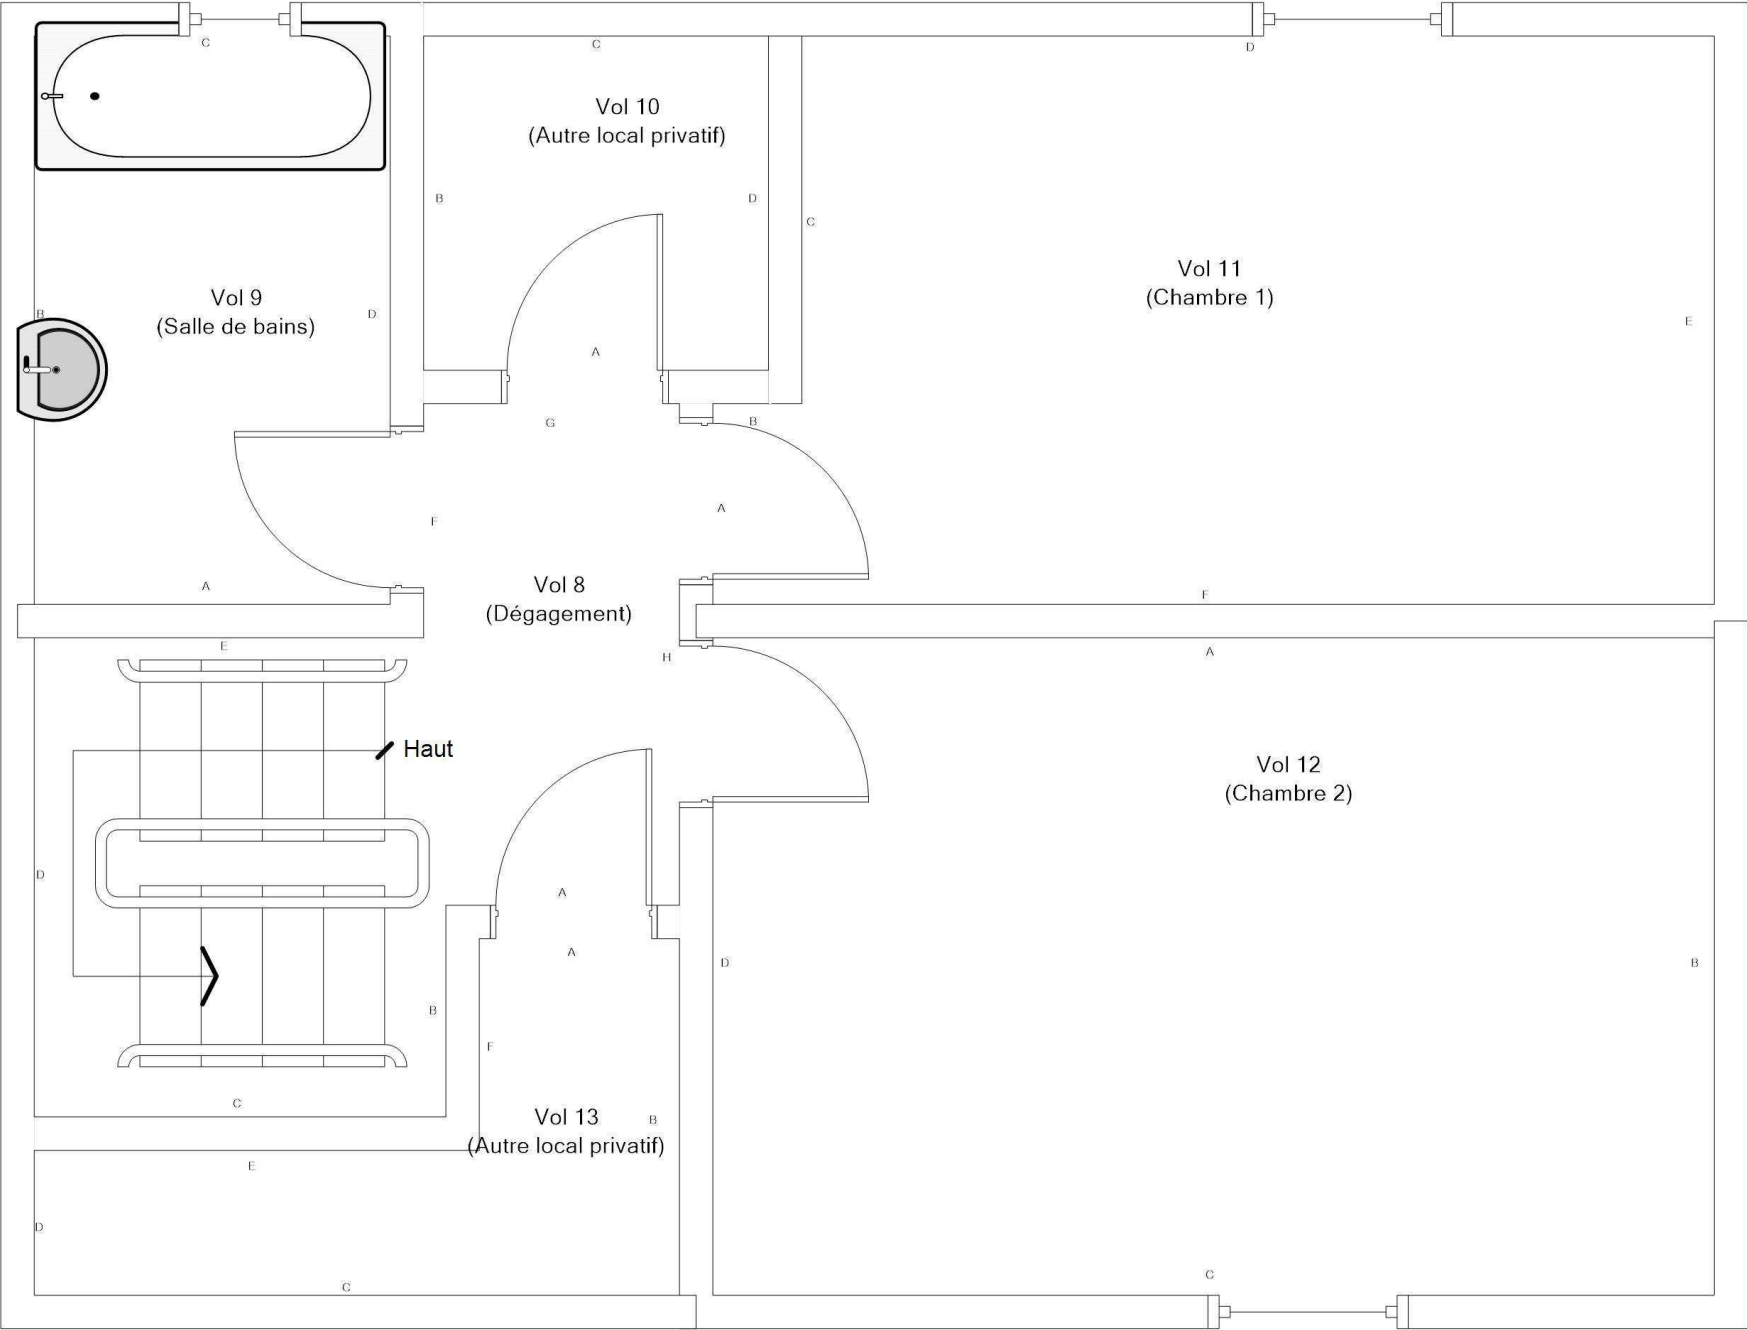 C
C
D
Vol 10
(Autre local privatif)
B
D
C
Vol 11
(Chambre 1)
Vol 9
(Salle de bains)
B
D
E
A
G
B
F
A
A
Vol 8
(Dégagement)
F
E
H
A
Haut
Vol 12
(Chambre 2)
D
A
A
D
B
B
F
C
Vol 13
(Autre local privatif)
B
E
D
C
C